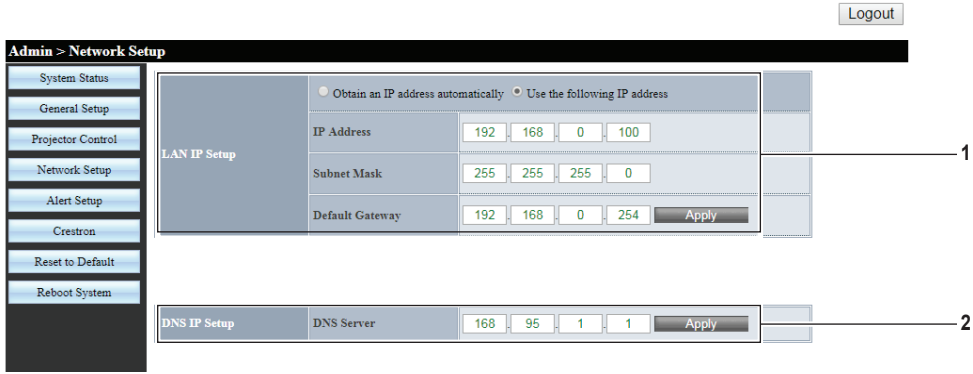 Logout
Admin > Network Setup
System Status
General Setup
Projector Control
Network Setup
Alert Setup
Crestron
Reset to Default
Reboot System
LAN IP Setup
Obtain an IP address automatically Use the following IP address
IP Address 192 . 168 . 0 . 100
Subnet Mask 255 . 255 . 255 . 0
Default Gateway 192 . 168 . 0 . 254 Apply
1
DNS IP Setup DNS Server 168 . 95 . 1 . 1 Apply
2